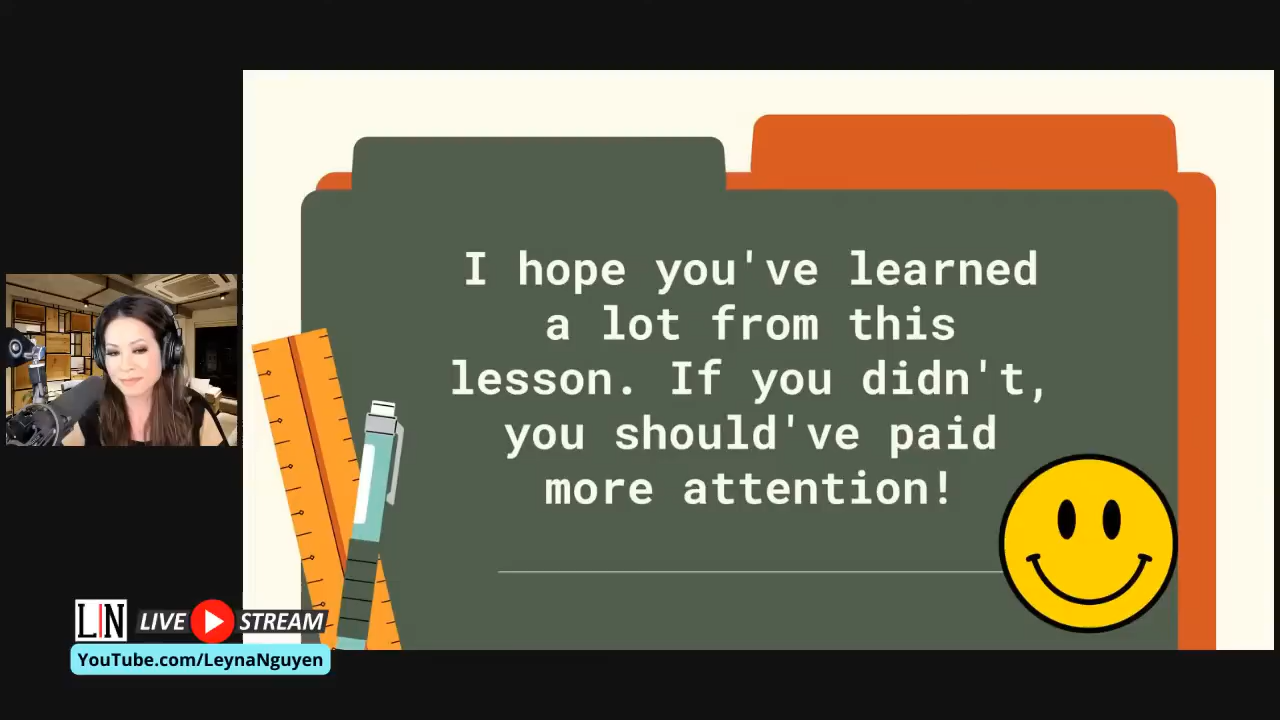 I hope you've learned
a lot from this
lesson. If you didn't,
you should've paid
more attention!
LIN LIVE STREAM
YouTube.com/LeynaNguyen